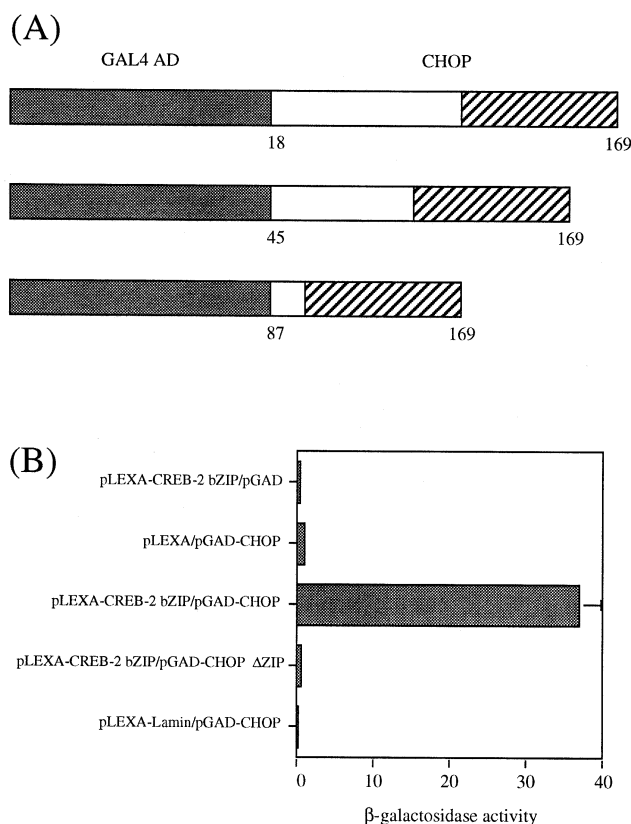 (A)
GAL4 AD CHOP
18 169
45 169
87 169
(B)
pLEXA-CREB-2 bZIP/pGAD
pLEXA/pGAD-CHOP
pLEXA-CREB-2 bZIP/pGAD-CHOP
pLEXA-CREB-2 bZIP/pGAD-CHOP ΔZIP
pLEXA-Lamin/pGAD-CHOP
0 10 20 30 40
β-galactosidase activity